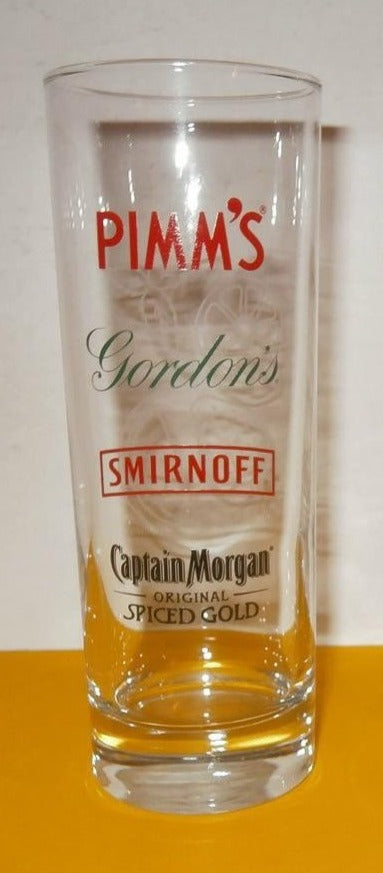 PIMM'S®
Gordon's
SMIRNOFF
Captain Morgan
ORIGINAL
SPICED GOLD